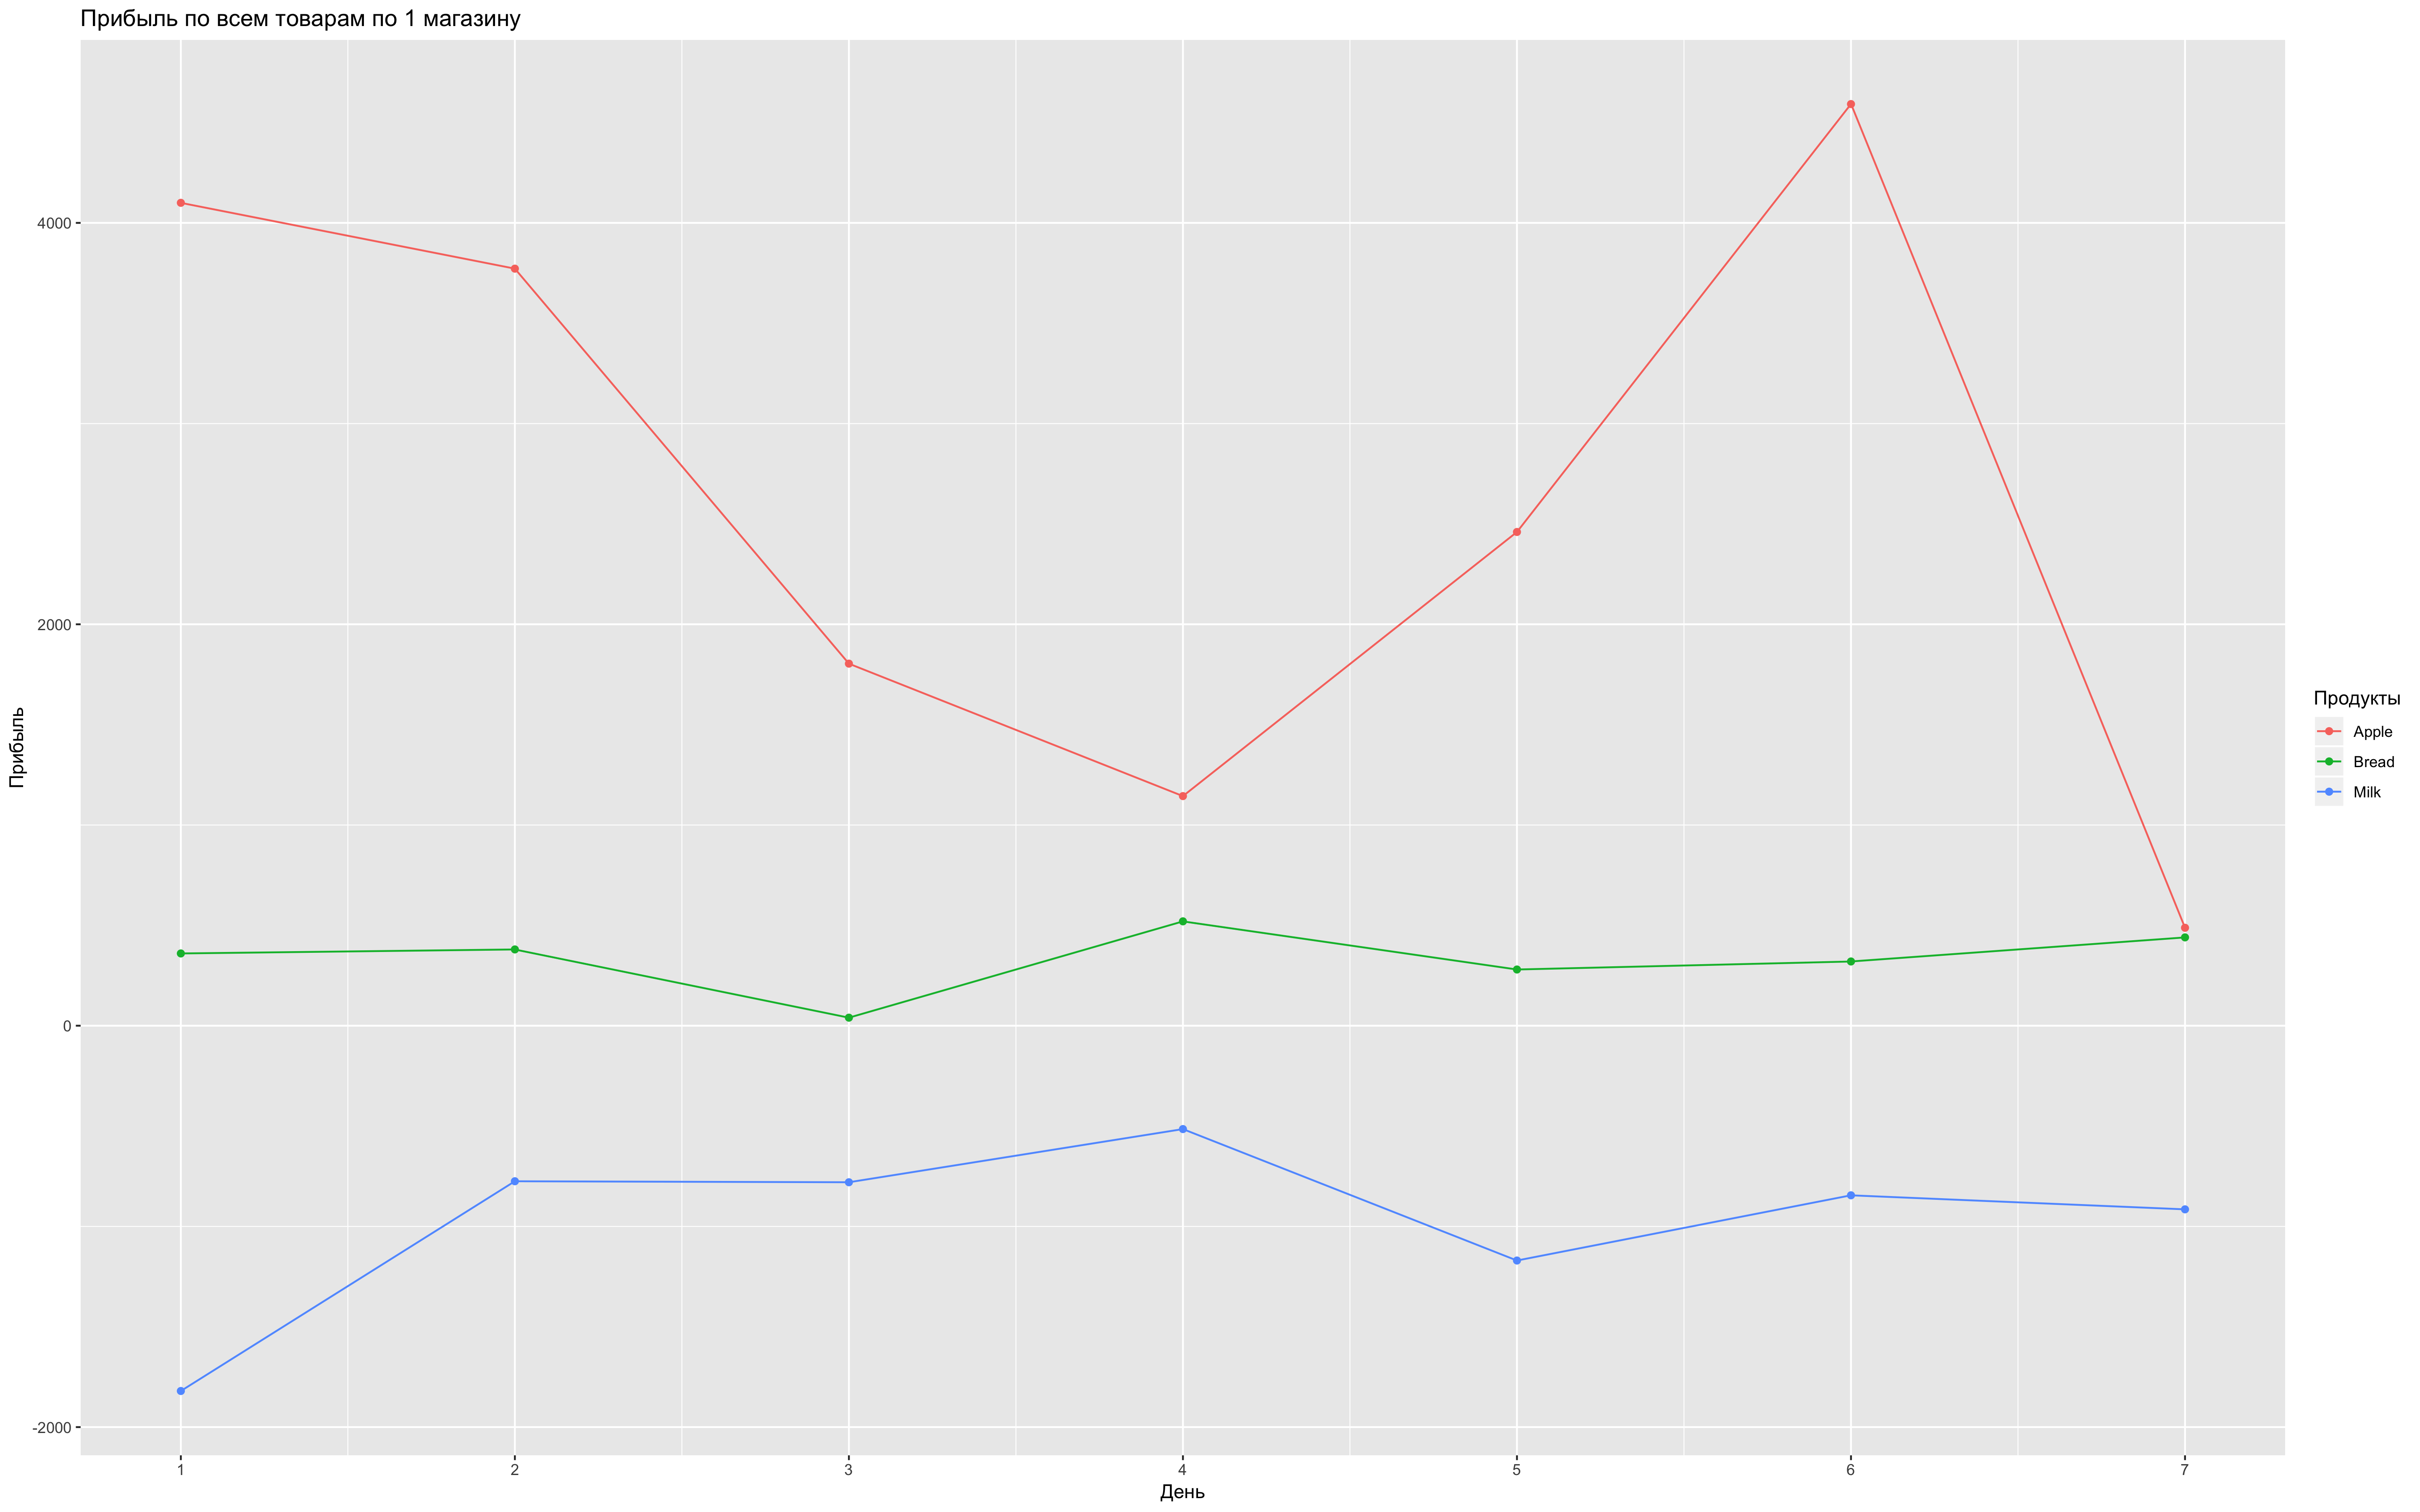 Прибыль по всем товарам по 1 магазину
Прибыль
4000
2000
0
-2000
1 2 3 4 5 6 7
День
Продукты
Apple
Bread
Milk